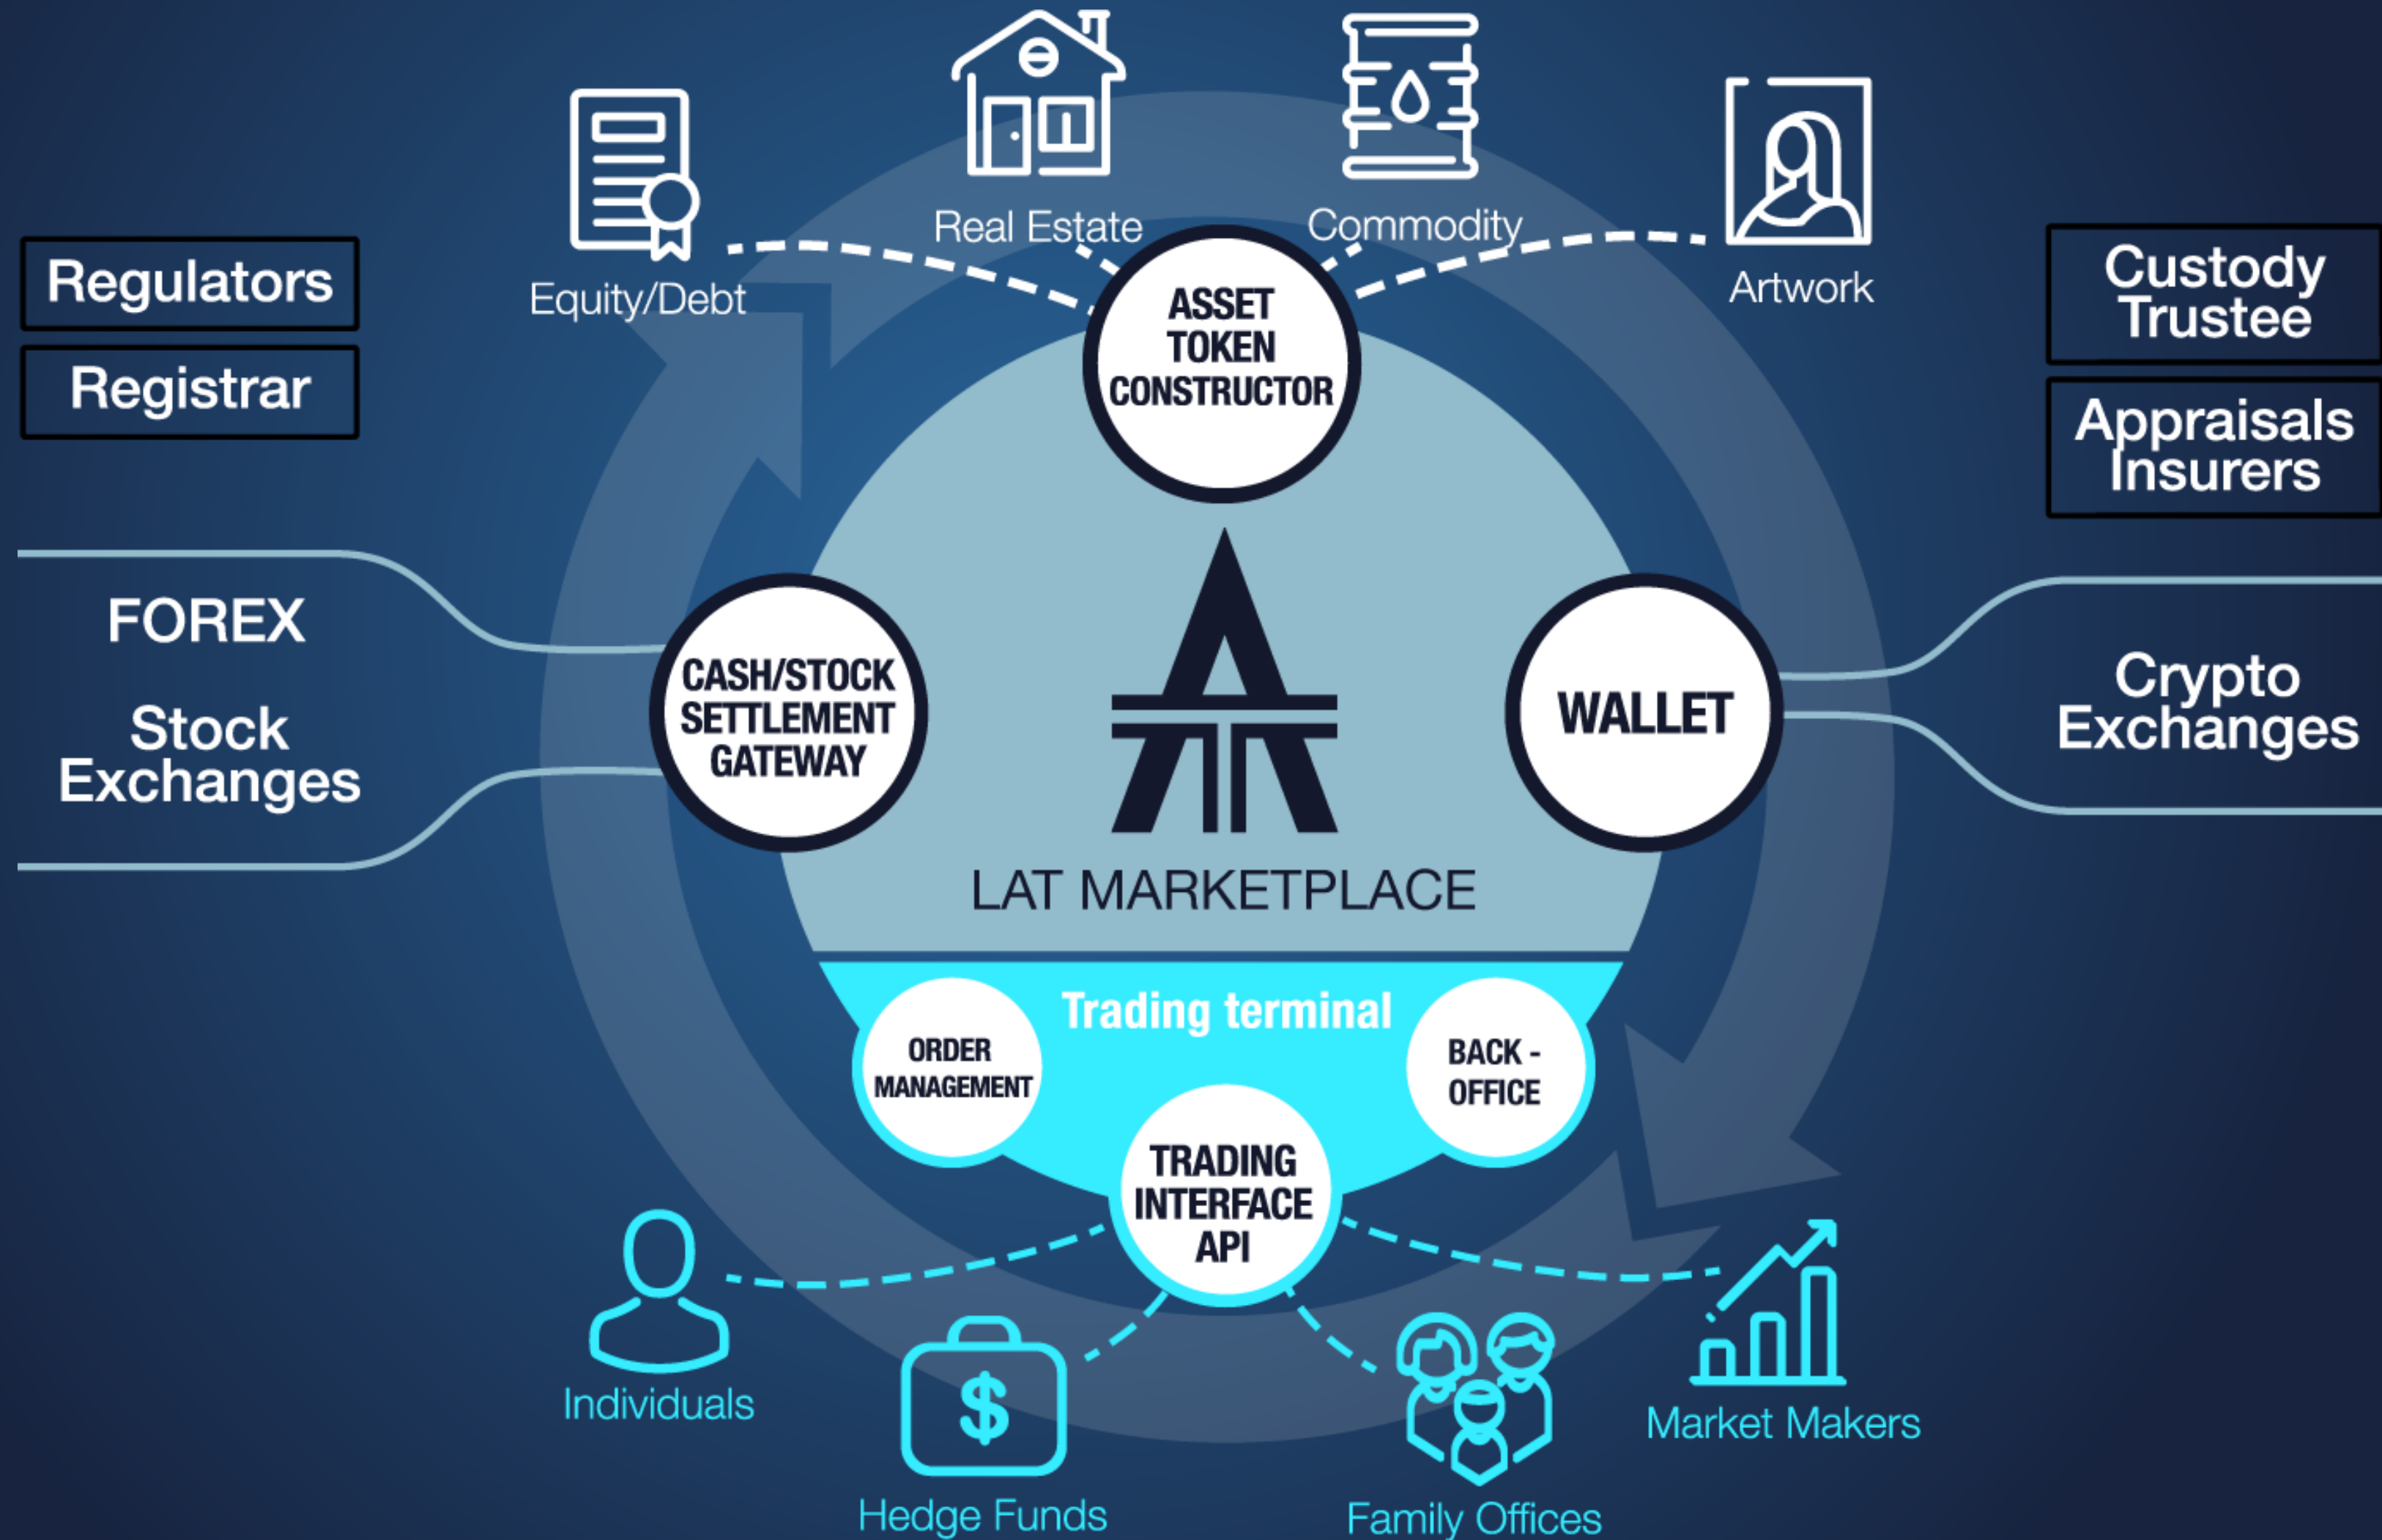 Real Estate
Commodity
Equity/Debt
Artwork
Regulators
Registrar
Custody
Trustee
Appraisals
Insurers
ASSET
TOKEN
CONSTRUCTOR
FOREX
Stock
Exchanges
CASH/STOCK
SETTLEMENT
GATEWAY
WALLET
Crypto
Exchanges
LAT MARKETPLACE
Trading terminal
ORDER
MANAGEMENT
BACK -
OFFICE
TRADING
INTERFACE
API
Individuals
Hedge Funds
Family Offices
Market Makers